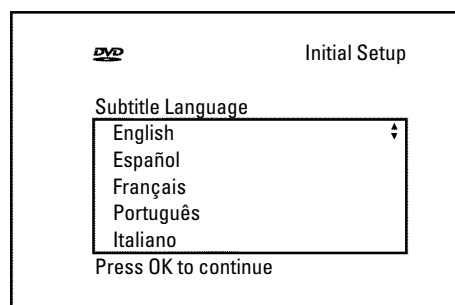 DVD
Initial Setup
Subtitle Language
English
Español
Français
Português
Italiano
Press OK to continue